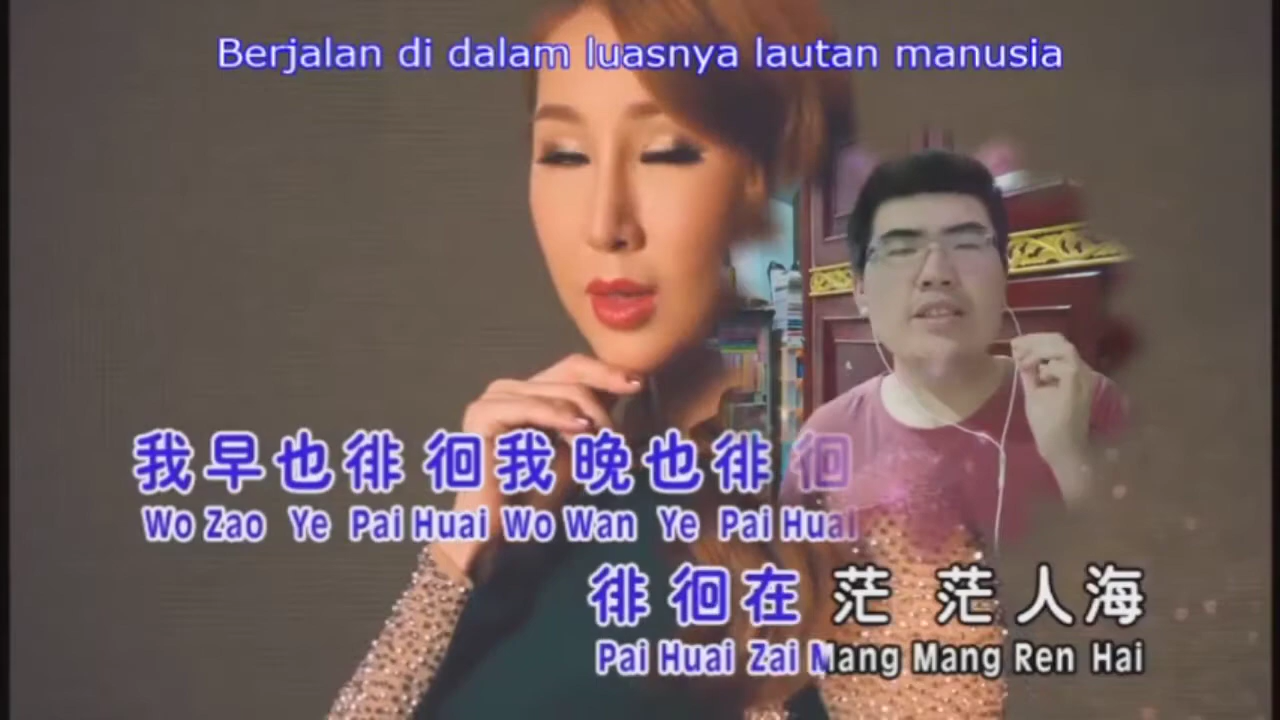 Berjalan di dalam luasnya lautan manusia
我早也徘徊我晚也徘徊
Wo Zao Ye Pai Huai Wo Wan Ye Pai Huai
徘徊在茫茫人海
Pai Huai Zai Mang Mang Ren Hai